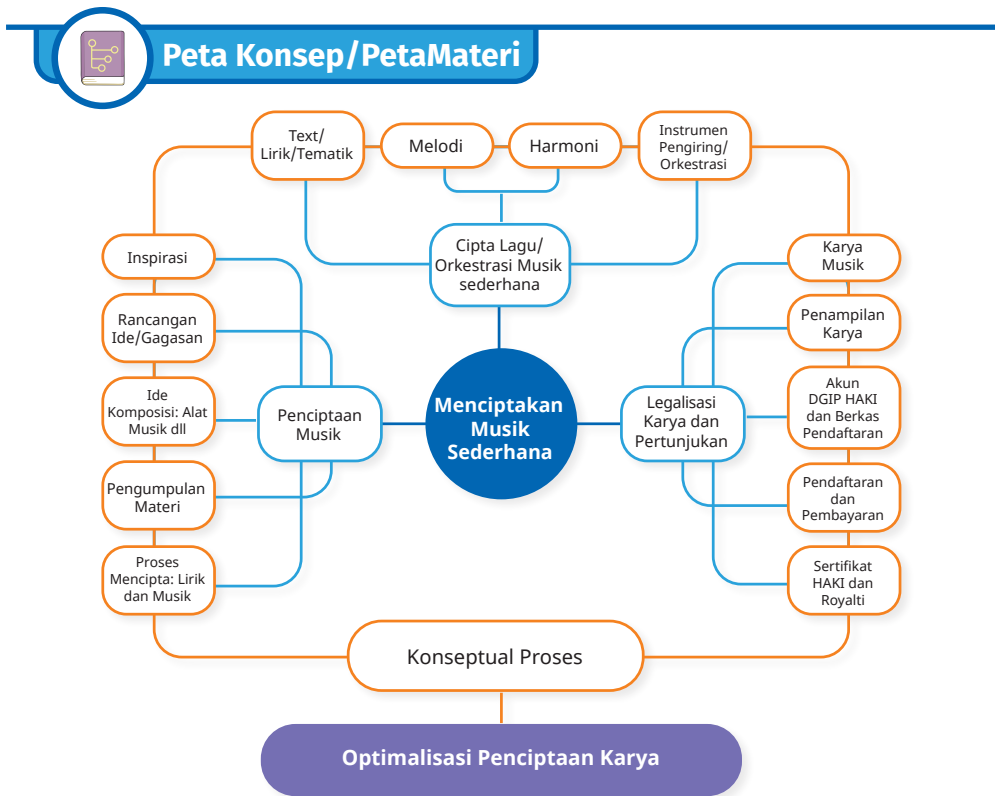 Peta Konsep/PetaMateri
Text/
Lirik/Tematik
Melodi
Harmoni
Instrumen
Pengiring/
Orkestrasi
Cipta Lagu/
Orkestrasi Musik
sederhana
Inspirasi
Rancangan
Ide/Gagasan
Ide
Komposisi: Alat
Musik dll
Pengumpulan
Materi
Proses
Mencipta: Lirik
dan Musik
Penciptaan
Musik
Menciptakan
Musik
Sederhana
Legalisasi
Karya dan
Pertunjukan
Karya
Musik
Penampilan
Karya
Akun
DGIP HAKI
dan Berkas
Pendaftaran
Pendaftaran
dan
Pembayaran
Sertifikat
HAKI dan
Royalti
Konseptual Proses
Optimalisasi Penciptaan Karya